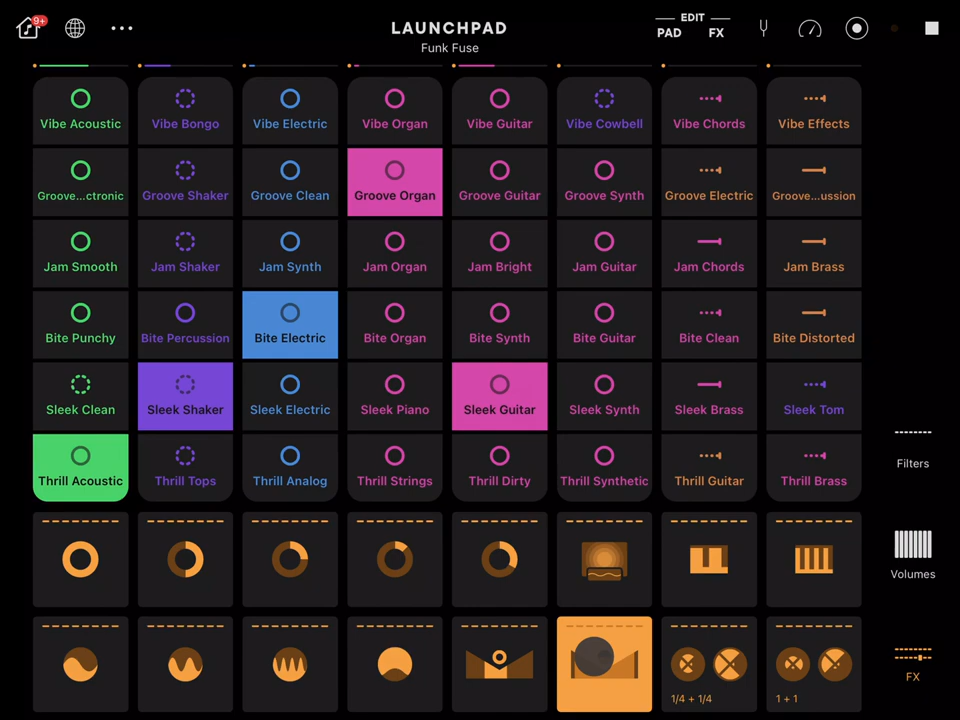 9+
LAUNCHPAD
Funk Fuse
EDIT
PAD FX
Vibe Acoustic Vibe Bongo Vibe Electric Vibe Organ Vibe Guitar Vibe Cowbell Vibe Chords Vibe Effects
Groove...ctronic Groove Shaker Groove Clean Groove Organ Groove Guitar Groove Synth Groove Electric Groove...ussion
Jam Smooth Jam Shaker Jam Synth Jam Organ Jam Bright Jam Guitar Jam Chords Jam Brass
Bite Punchy Bite Percussion Bite Electric Bite Organ Bite Synth Bite Guitar Bite Clean Bite Distorted
Sleek Clean Sleek Shaker Sleek Electric Sleek Piano Sleek Guitar Sleek Synth Sleek Brass Sleek Tom
Thrill Acoustic Thrill Tops Thrill Analog Thrill Strings Thrill Dirty Thrill Synthetic Thrill Guitar Thrill Brass
Filters
Volumes
FX
1/4 + 1/4 1 + 1